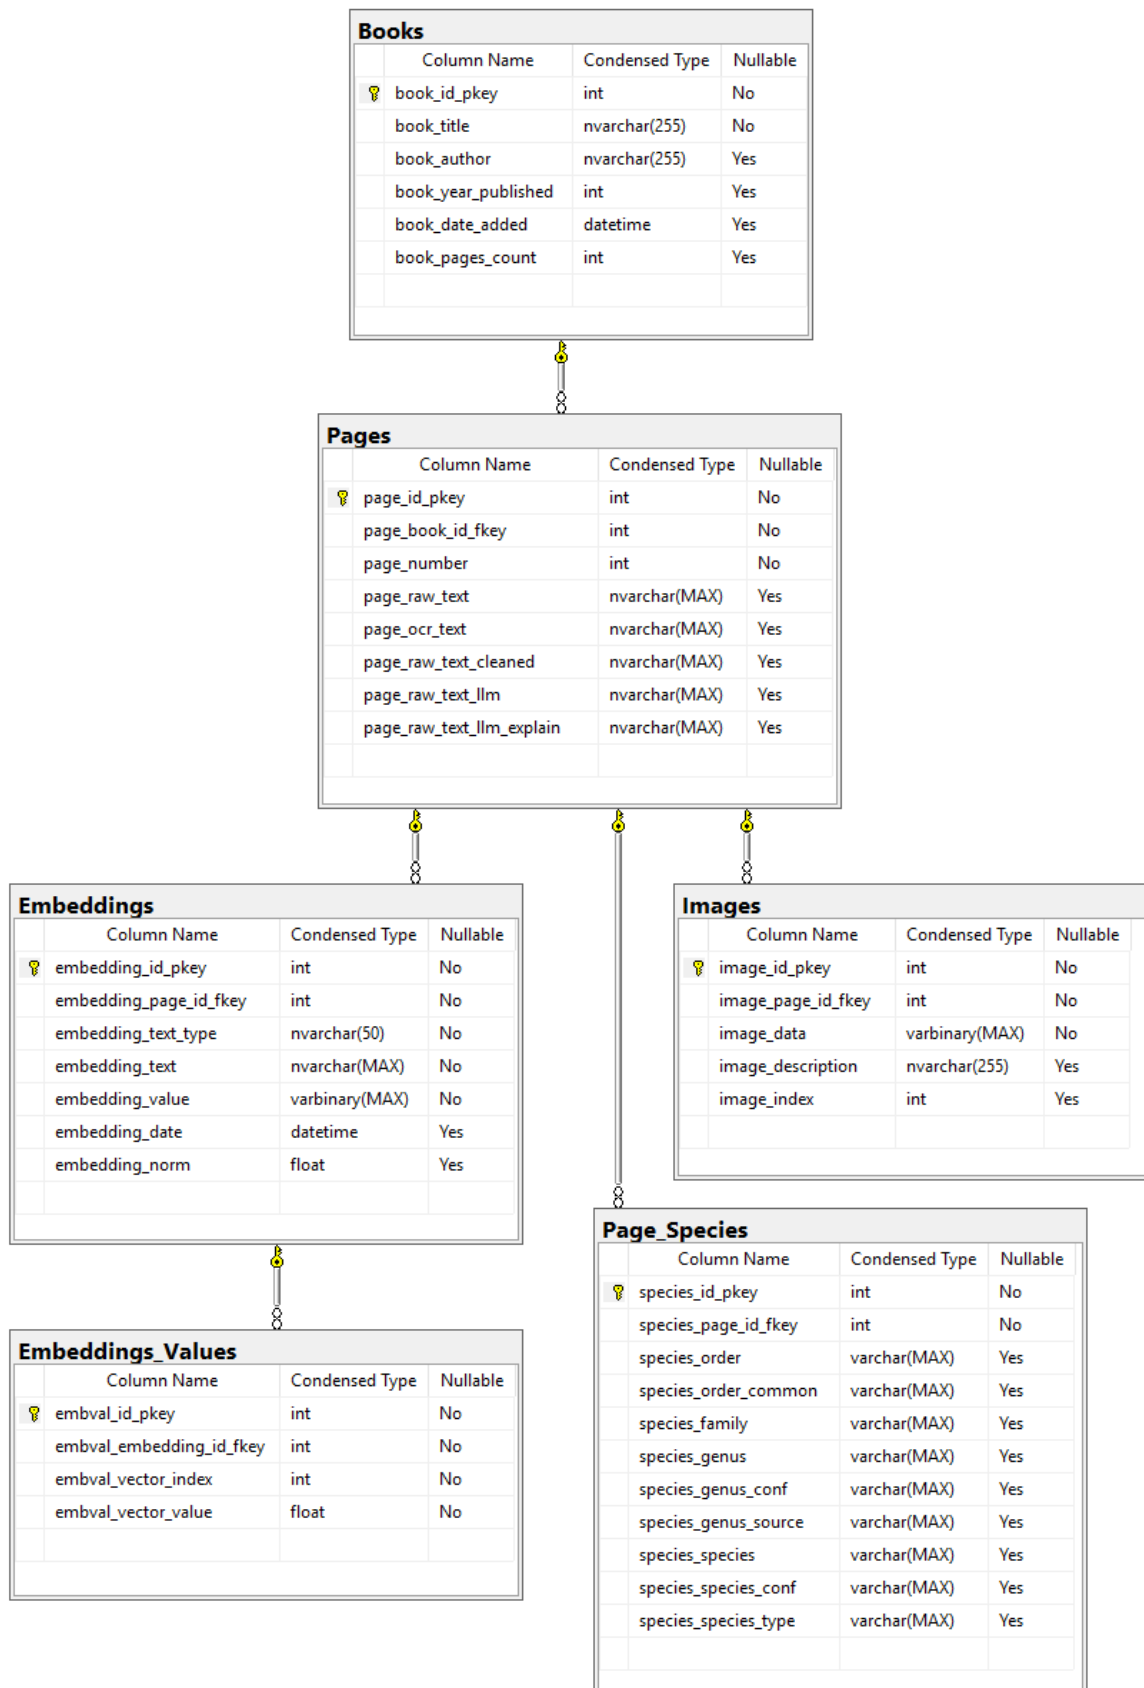 Books
Column Name Condensed Type Nullable
book_id_pkey int No
book_title nvarchar(255) No
book_author nvarchar(255) Yes
book_year_published int Yes
book_date_added datetime Yes
book_pages_count int Yes
Pages
Column Name Condensed Type Nullable
page_id_pkey int No
page_book_id_fkey int No
page_number int No
page_raw_text nvarchar(MAX) Yes
page_ocr_text nvarchar(MAX) Yes
page_raw_text_cleaned nvarchar(MAX) Yes
page_raw_text_llm nvarchar(MAX) Yes
page_raw_text_llm_explain nvarchar(MAX) Yes
Embeddings
Column Name Condensed Type Nullable
embedding_id_pkey int No
embedding_page_id_fkey int No
embedding_text_type nvarchar(50) No
embedding_text nvarchar(MAX) No
embedding_value varbinary(MAX) No
embedding_date datetime Yes
embedding_norm float Yes
Images
Column Name Condensed Type Nullable
image_id_pkey int No
image_page_id_fkey int No
image_data varbinary(MAX) No
image_description nvarchar(255) Yes
image_index int Yes
Embeddings_Values
Column Name Condensed Type Nullable
embval_id_pkey int No
embval_embedding_id_fkey int No
embval_vector_index int No
embval_vector_value float No
Page_Species
Column Name Condensed Type Nullable
species_id_pkey int No
species_page_id_fkey int No
species_order varchar(MAX) Yes
species_order_common varchar(MAX) Yes
species_family varchar(MAX) Yes
species_genus varchar(MAX) Yes
species_genus_conf varchar(MAX) Yes
species_genus_source varchar(MAX) Yes
species_species varchar(MAX) Yes
species_species_conf varchar(MAX) Yes
species_species_type varchar(MAX) Yes